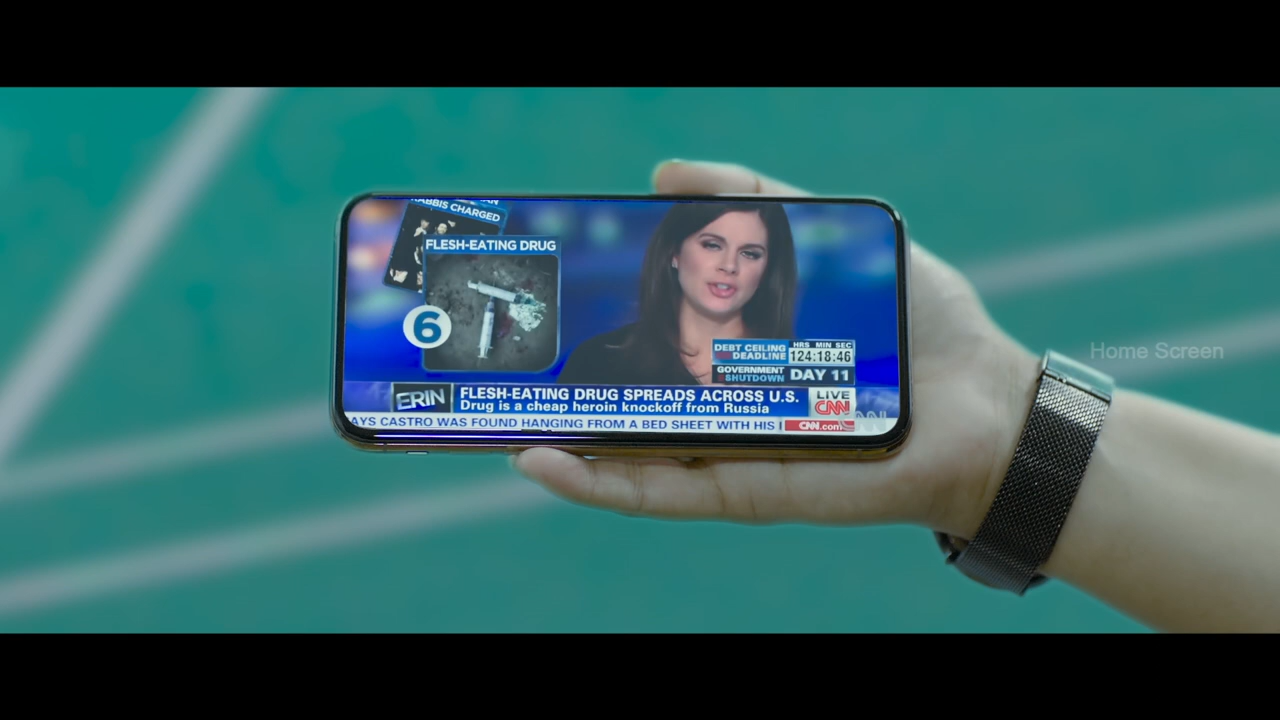 RABBIS CHARGED
FLESH-EATING DRUG
6
DEBT CEILING
DEADLINE
HRS MIN SEC
124:18:46
GOVERNMENT
SHUTDOWN
DAY 11
ERIN
FLESH-EATING DRUG SPREADS ACROSS U.S.
Drug is a cheap heroin knockoff from Russia
LIVE
CNN
AYS CASTRO WAS FOUND HANGING FROM A BED SHEET WITH HIS
CNN.com
CNN
Home Screen